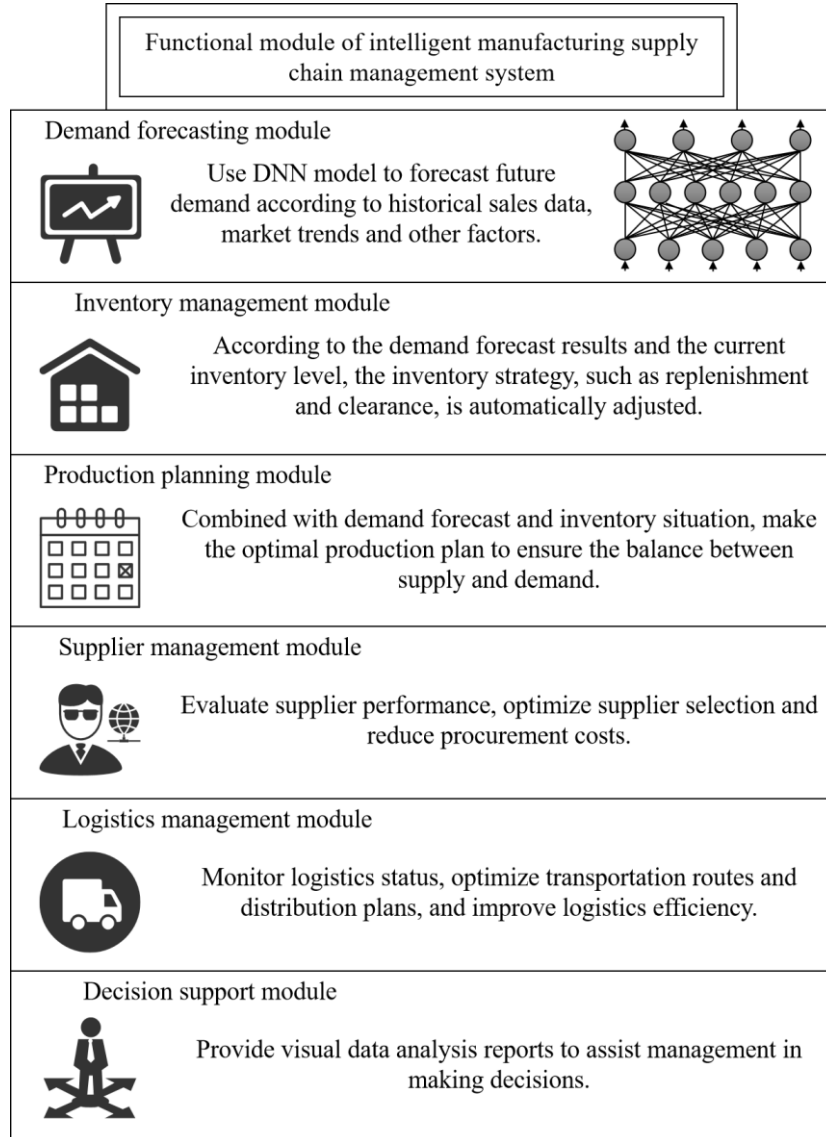 Functional module of intelligent manufacturing supply
chain management system
Demand forecasting module
Use DNN model to forecast future
demand according to historical sales data,
market trends and other factors.
Inventory management module
According to the demand forecast results and the current
inventory level, the inventory strategy, such as replenishment
and clearance, is automatically adjusted.
Production planning module
Combined with demand forecast and inventory situation, make
the optimal production plan to ensure the balance between
supply and demand.
Supplier management module
Evaluate supplier performance, optimize supplier selection and
reduce procurement costs.
Logistics management module
Monitor logistics status, optimize transportation routes and
distribution plans, and improve logistics efficiency.
Decision support module
Provide visual data analysis reports to assist management in
making decisions.